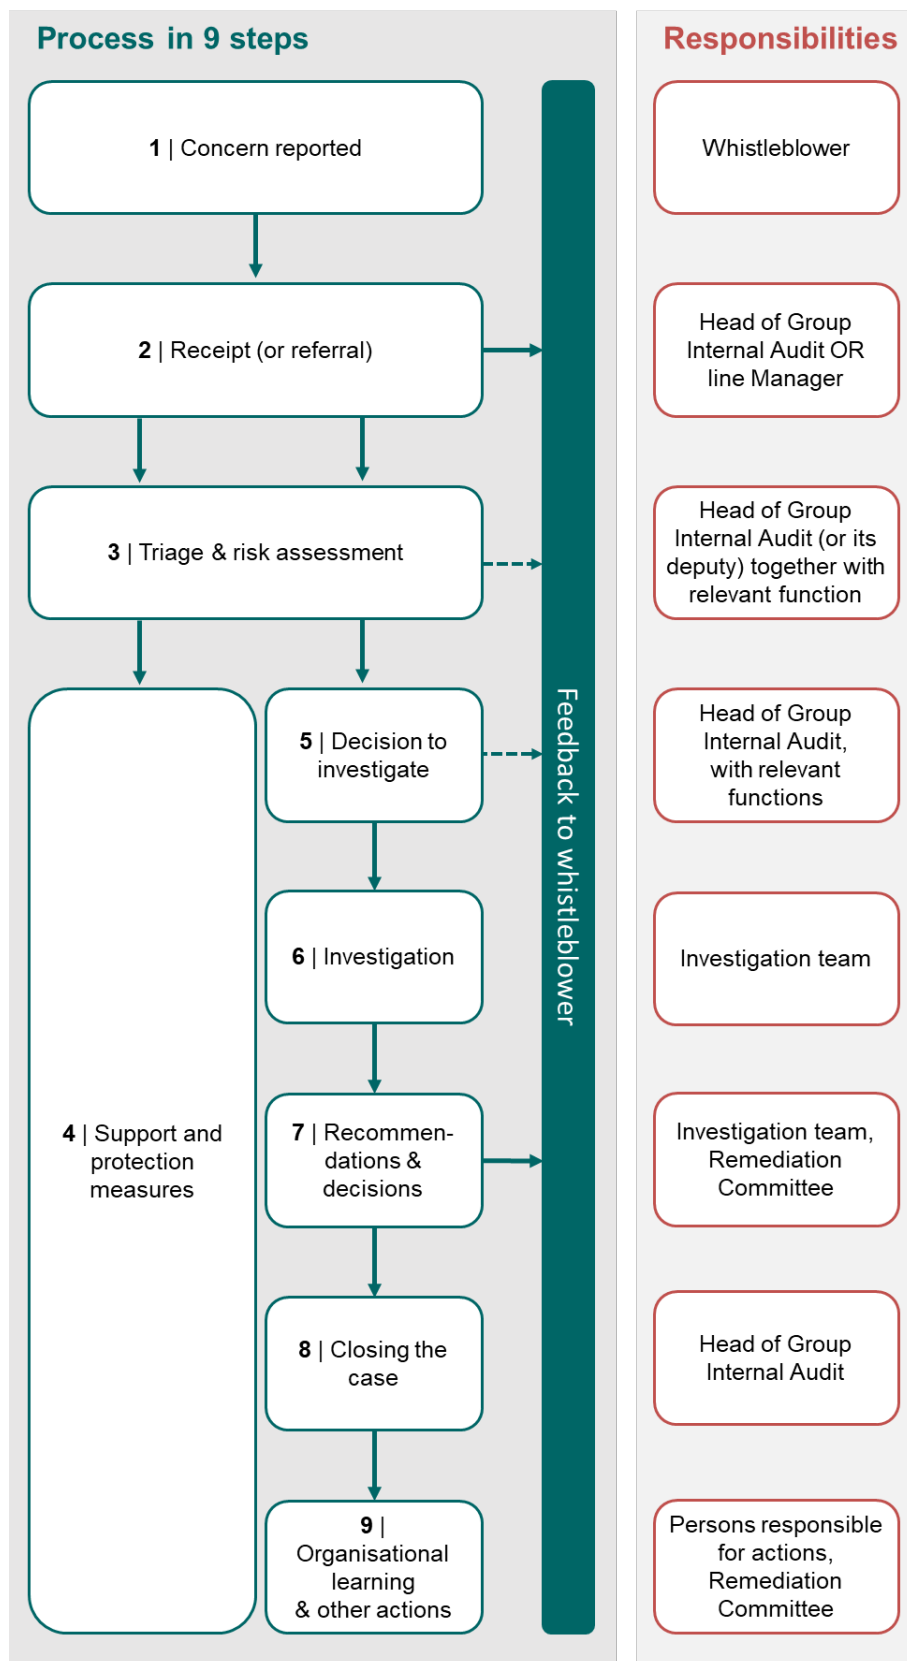 Process in 9 steps
Responsibilities
1 | Concern reported
Whistleblower
2 | Receipt (or referral)
Head of Group
Internal Audit OR
line Manager
3 | Triage & risk assessment
Head of Group
Internal Audit (or its
deputy) together with
relevant function
4 | Support and
protection
measures
5 | Decision to
investigate
Head of Group
Internal Audit,
with relevant
functions
Feedback to whistleblower
6 | Investigation
Investigation team
7 | Recommen-
dations &
decisions
Investigation team,
Remediation
Committee
8 | Closing the
case
Head of Group
Internal Audit
9 |
Organisational
learning
& other actions
Persons responsible
for actions,
Remediation
Committee